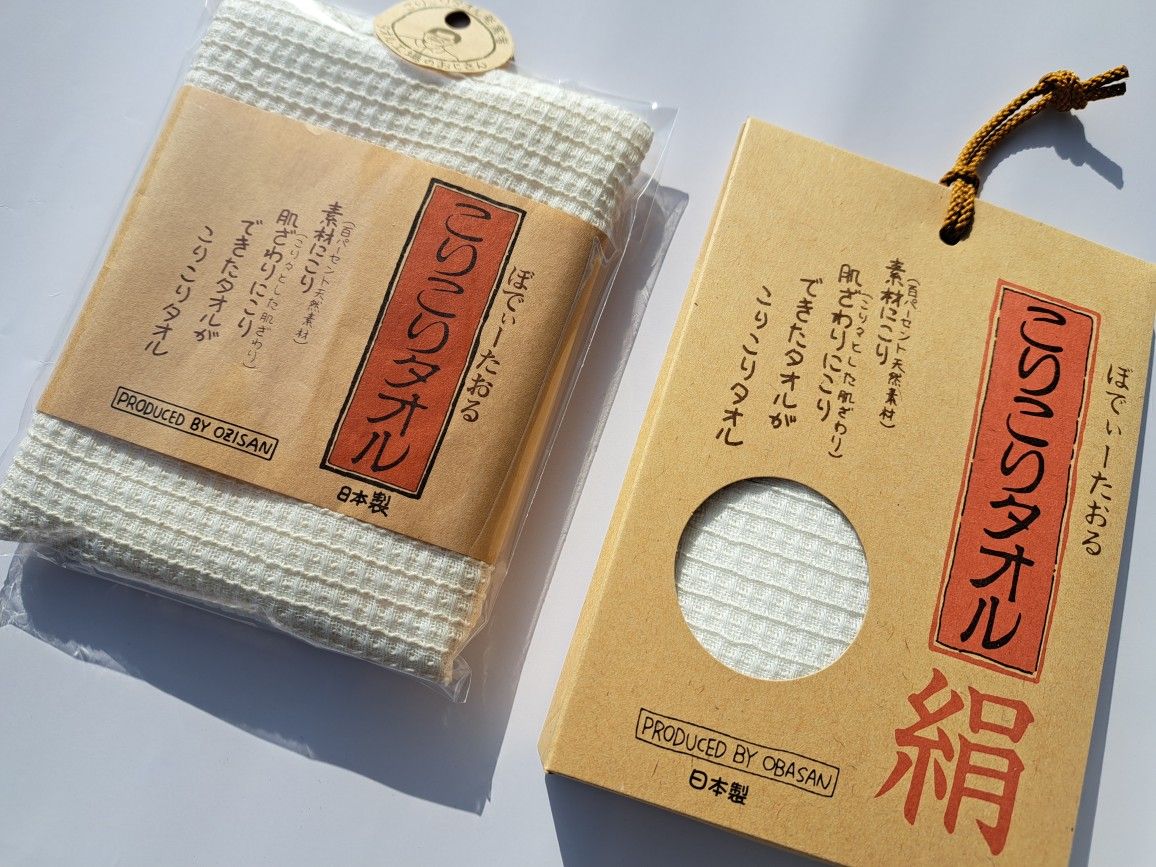 ぼでぃーたおる
こりこりタオル
素材にこり
(百パーセント天然素材)
肌ざわりにこり
(こりこりとした肌ざわり)
できたタオルが
こりこりタオル
PRODUCED BY OZISAN
日本製
ぼでぃーたおる
こりこりタオル
絹
素材にこり
(百パーセント天然素材)
肌ざわりにこり
(こりこりとした肌ざわり)
できたタオルが
こりこりタオル
PRODUCED BY OBASAN
日本製